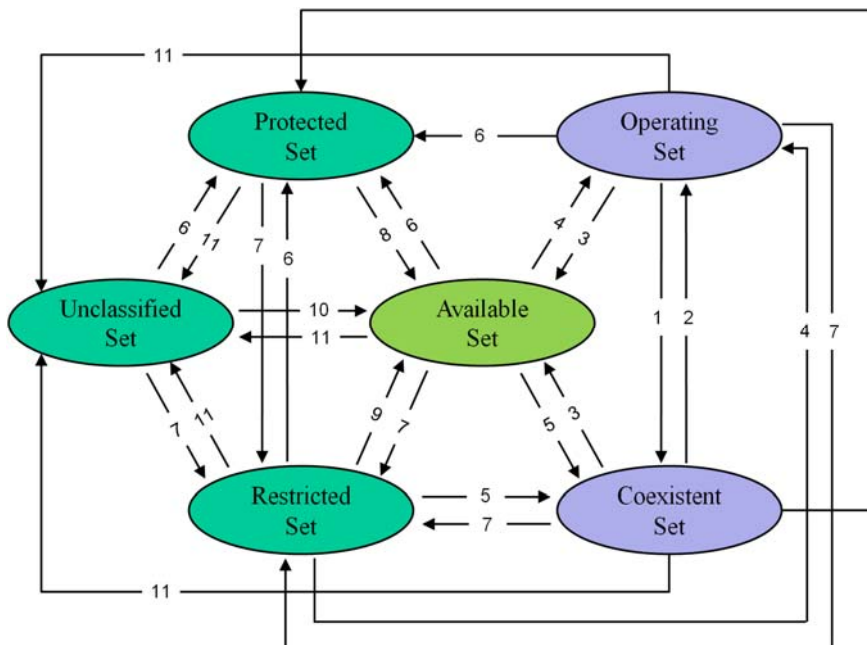 11
Protected
Set
6
Operating
Set
4
6
11
7
6
8
6
4
3
Unclassified
Set
10
11
Available
Set
1
2
4
7
7
11
9
7
5
3
Restricted
Set
5
7
Coexistent
Set
11